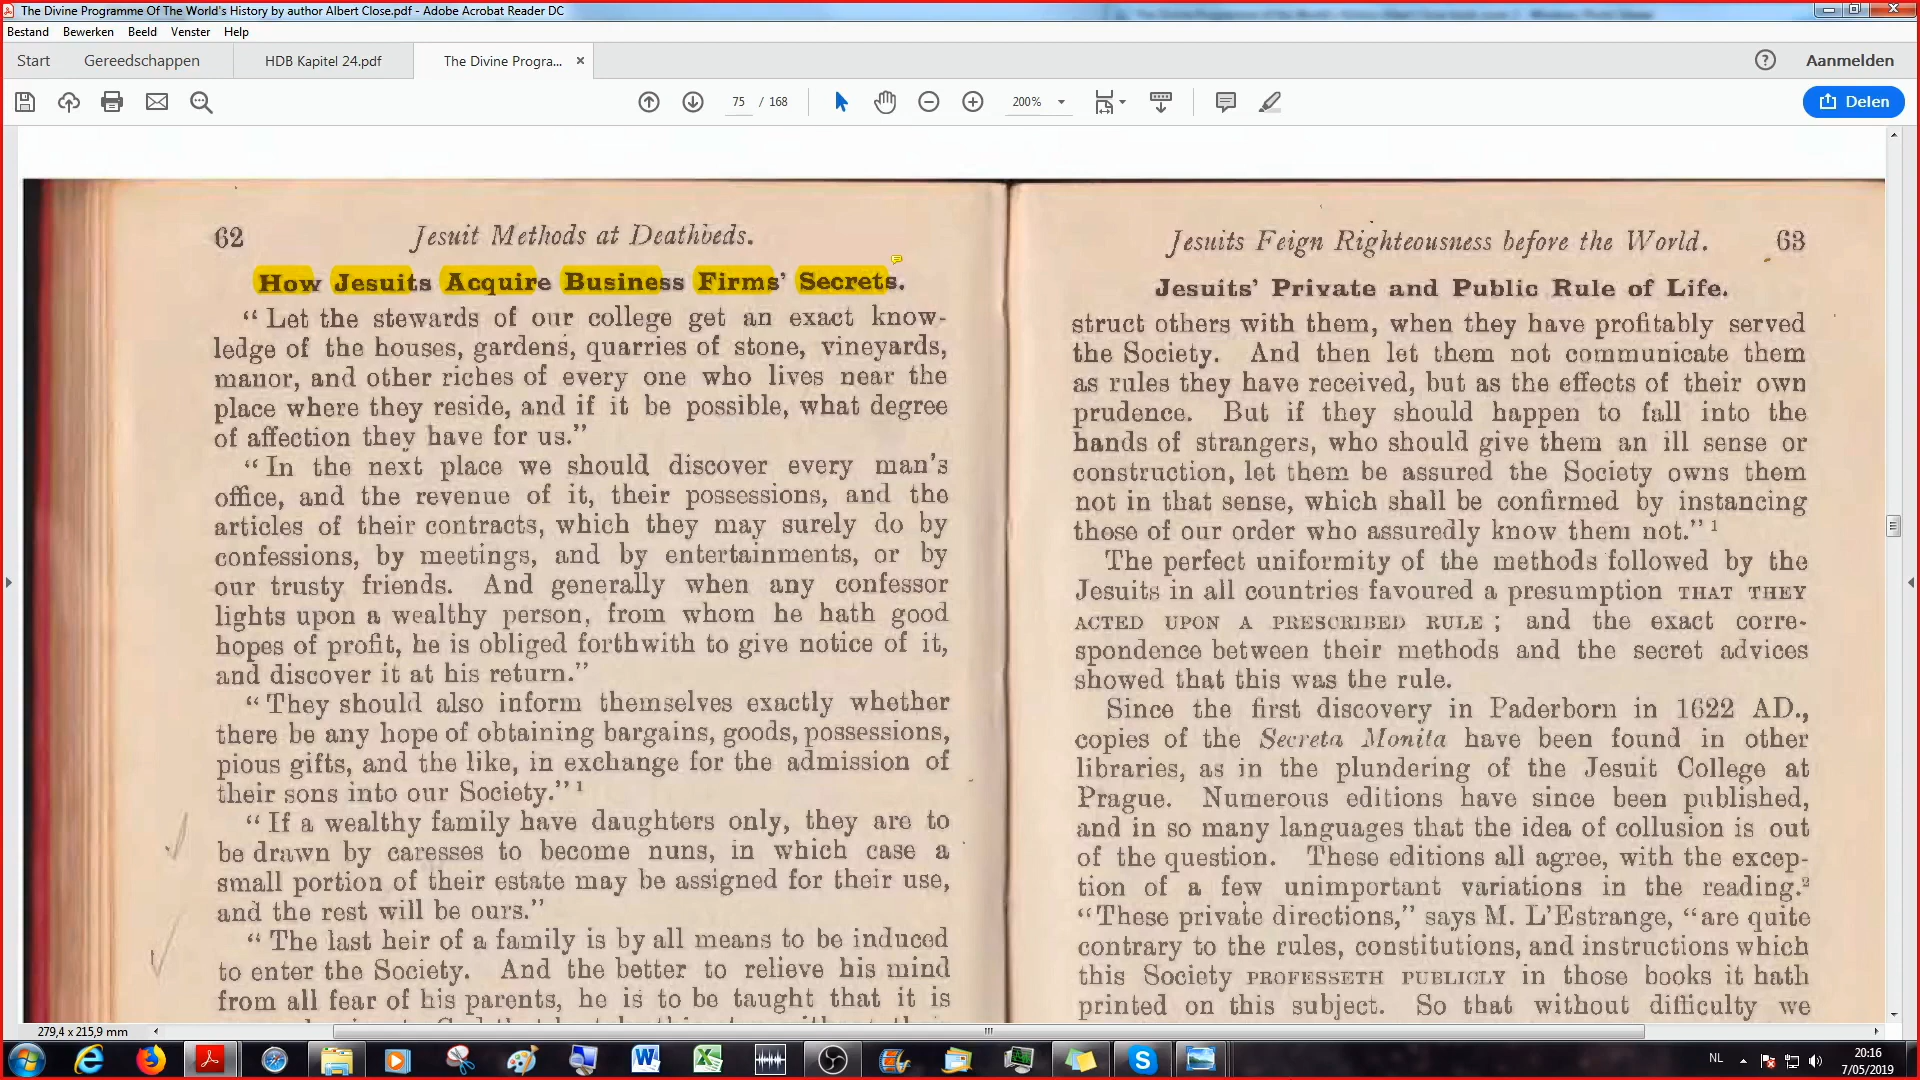 The Divine Programme Of The World's History by author Albert Close.pdf - Adobe Acrobat Reader DC
Bestand Bewerken Beeld Venster Help
Start Gereedschappen HDB Kapitel 24.pdf The Divine Progra... × Aanmelden
75 / 168 200% Delen
62 Jesuit Methods at Deathbeds.
How Jesuits Acquire Business Firms' Secrets.
“ Let the stewards of our college get an exact know-
ledge of the houses, gardens, quarries of stone, vineyards,
manor, and other riches of every one who lives near the
place where they reside, and if it be possible, what degree
of affection they have for us.”
“ In the next place we should discover every man's
office, and the revenue of it, their possessions, and the
articles of their contracts, which they may surely do by
confessions, by meetings, and by entertainments, or by
our trusty friends. And generally when any confessor
lights upon a wealthy person, from whom he hath good
hopes of profit, he is obliged forthwith to give notice of it,
and discover it at his return.”
“ They should also inform themselves exactly whether
there be any hope of obtaining bargains, goods, possessions,
pious gifts, and the like, in exchange for the admission of
their sons into our Society.” 1
“ If a wealthy family have daughters only, they are to
be drawn by caresses to become nuns, in which case a
small portion of their estate may be assigned for their use,
and the rest will be ours.”
“ The last heir of a family is by all means to be induced
to enter the Society. And the better to relieve his mind
from all fear of his parents, he is to be taught that it is
Jesuits Feign Righteousness before the World. 63
Jesuits' Private and Public Rule of Life.
struct others with them, when they have profitably served
the Society. And then let them not communicate them
as rules they have received, but as the effects of their own
prudence. But if they should happen to fall into the
hands of strangers, who should give them an ill sense or
construction, let them be assured the Society owns them
not in that sense, which shall be confirmed by instancing
those of our order who assuredly know them not.” 1
The perfect uniformity of the methods followed by the
Jesuits in all countries favoured a presumption THAT THEY
ACTED UPON A PRESCRIBED RULE ; and the exact corre-
spondence between their methods and the secret advices
showed that this was the rule.
Since the first discovery in Paderborn in 1622 AD.,
copies of the Secreta Monita have been found in other
libraries, as in the plundering of the Jesuit College at
Prague. Numerous editions have since been published,
and in so many languages that the idea of collusion is out
of the question. These editions all agree, with the excep-
tion of a few unimportant variations in the reading.2
“These private directions,” says M. L'Estrange, “are quite
contrary to the rules, constitutions, and instructions which
this Society PROFESSETH PUBLICLY in those books it hath
printed on this subject. So that without difficulty we
279,4 x 215,9 mm
NL 20:16
7/05/2019